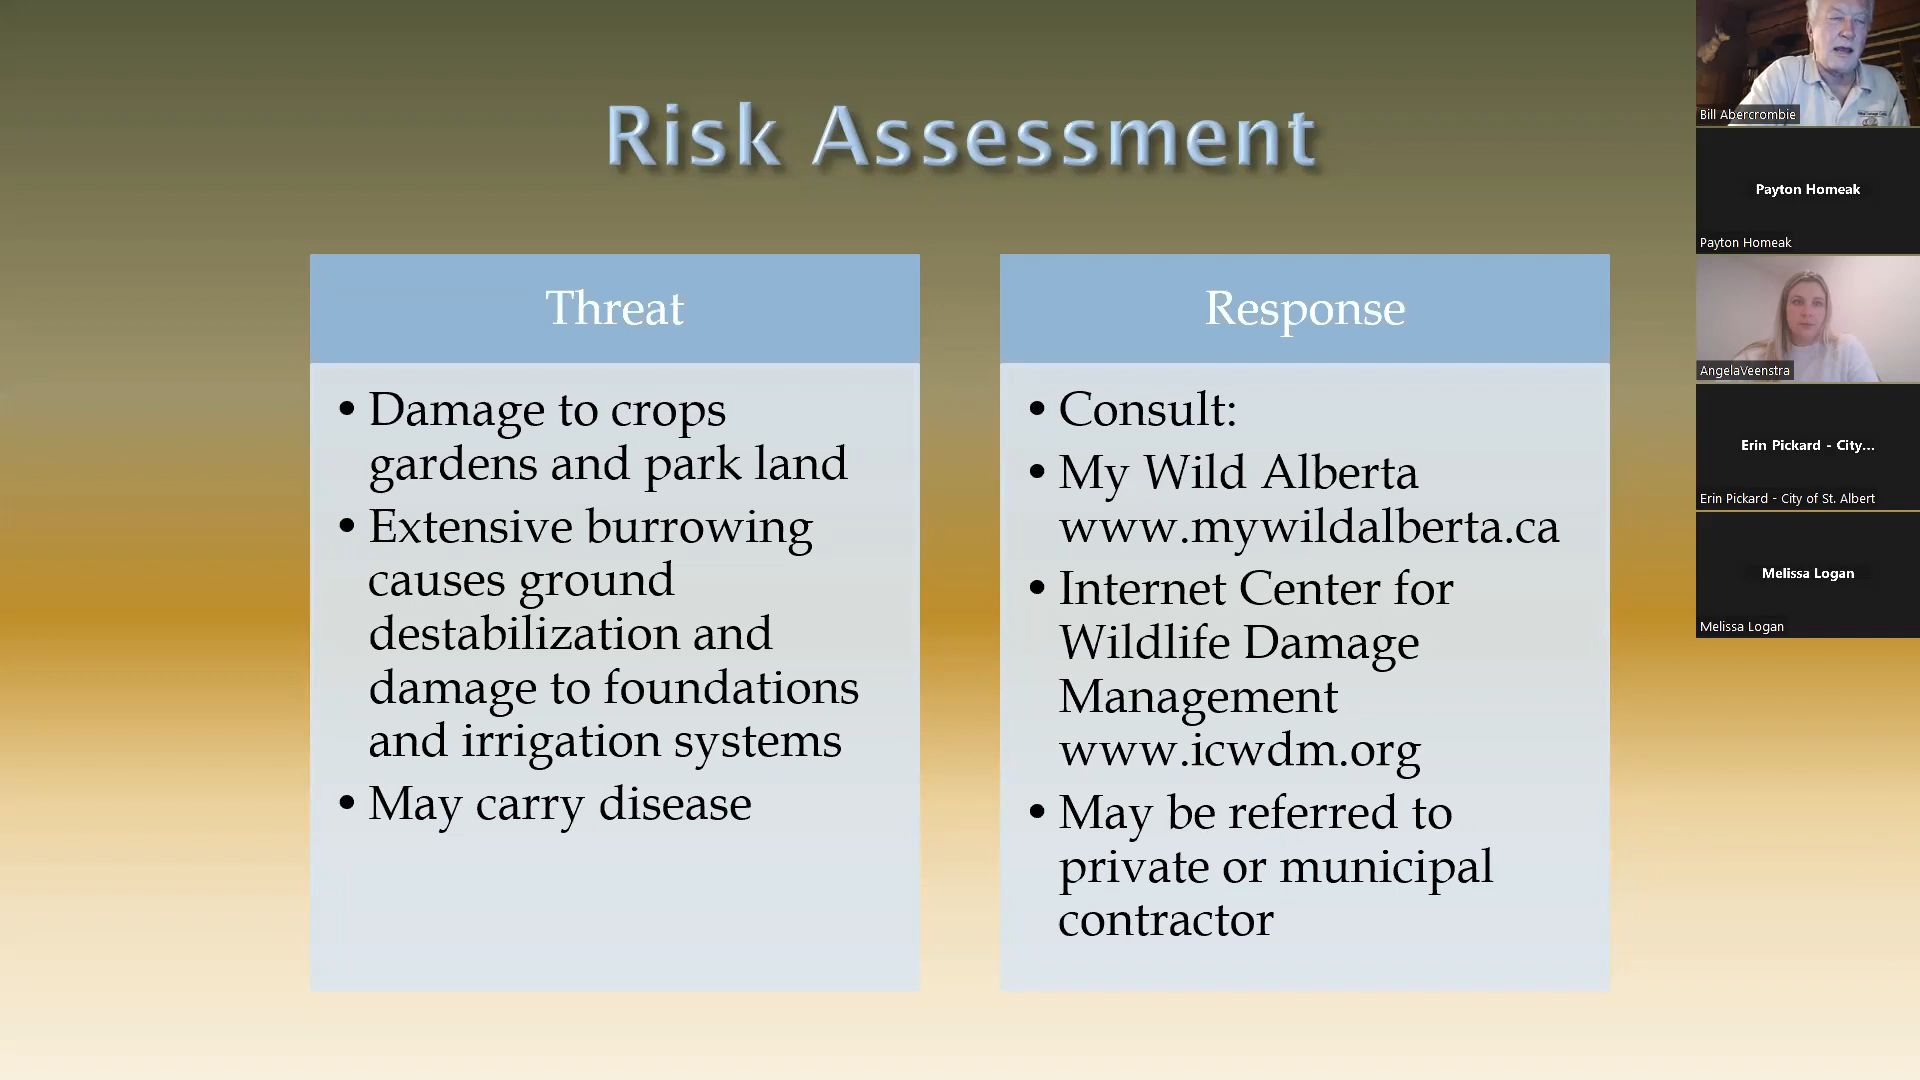 Risk Assessment
Threat
• Damage to crops
gardens and park land
• Extensive burrowing
causes ground
destabilization and
damage to foundations
and irrigation systems
• May carry disease
Response
• Consult:
• My Wild Alberta
www.mywildalberta.ca
• Internet Center for
Wildlife Damage
Management
www.icwdm.org
• May be referred to
private or municipal
contractor
Bill Abercrombie
Payton Homeak
Payton Homeak
AngelaVeenstra
Erin Pickard - City...
Erin Pickard - City of St. Albert
Melissa Logan
Melissa Logan